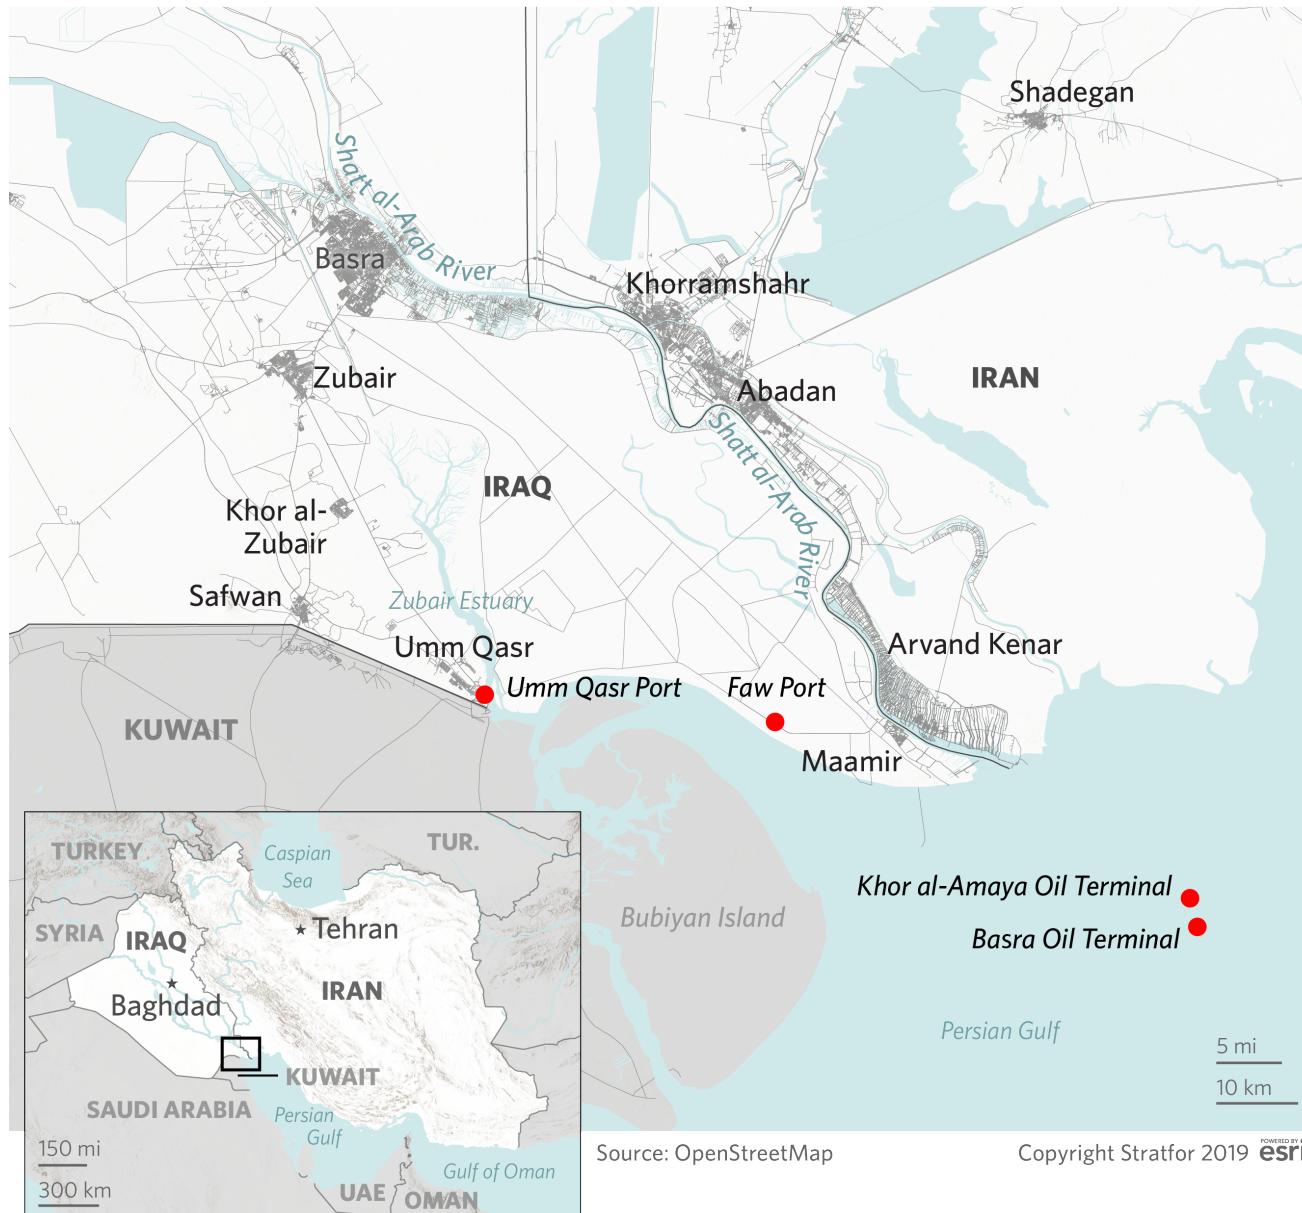 Shadegan
Shatt al-Arab River
Basra
Khorramshahr
Zubair
Abadan
IRAN
Shatt al-Arab River
IRAQ
Khor al-
Zubair
Safwan
Zubair Estuary
Umm Qasr
Arvand Kenar
Umm Qasr Port
Faw Port
KUWAIT
Maamir
Khor al-Amaya Oil Terminal
Bubiyan Island
Basra Oil Terminal
Persian Gulf
5 mi
10 km
TURKEY
Caspian
Sea
TUR.
SYRIA
IRAQ
Tehran
IRAN
Baghdad
KUWAIT
SAUDI ARABIA
Persian
Gulf
150 mi
300 km
Gulf of Oman
UAE
OMAN
Source: OpenStreetMap
Copyright Stratfor 2019
POWERED BY
esri